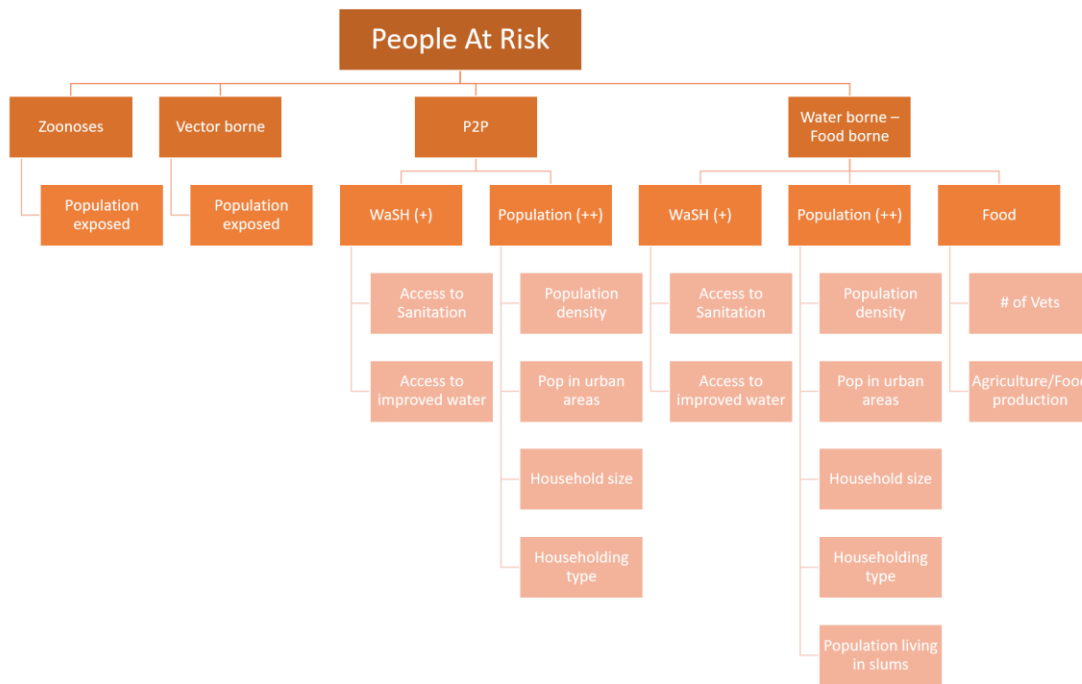 People At Risk
Zoonoses
Vector borne
P2P
Water borne –
Food borne
Population
exposed
Population
exposed
WaSH (+)
Population (++)
WaSH (+)
Population (++)
Food
Access to
Sanitation
Population
density
Access to
Sanitation
Population
density
# of Vets
Access to
improved water
Pop in urban
areas
Access to
improved water
Pop in urban
areas
Agriculture/Food
production
Household size
Household size
Householding
type
Householding
type
Population living
in slums